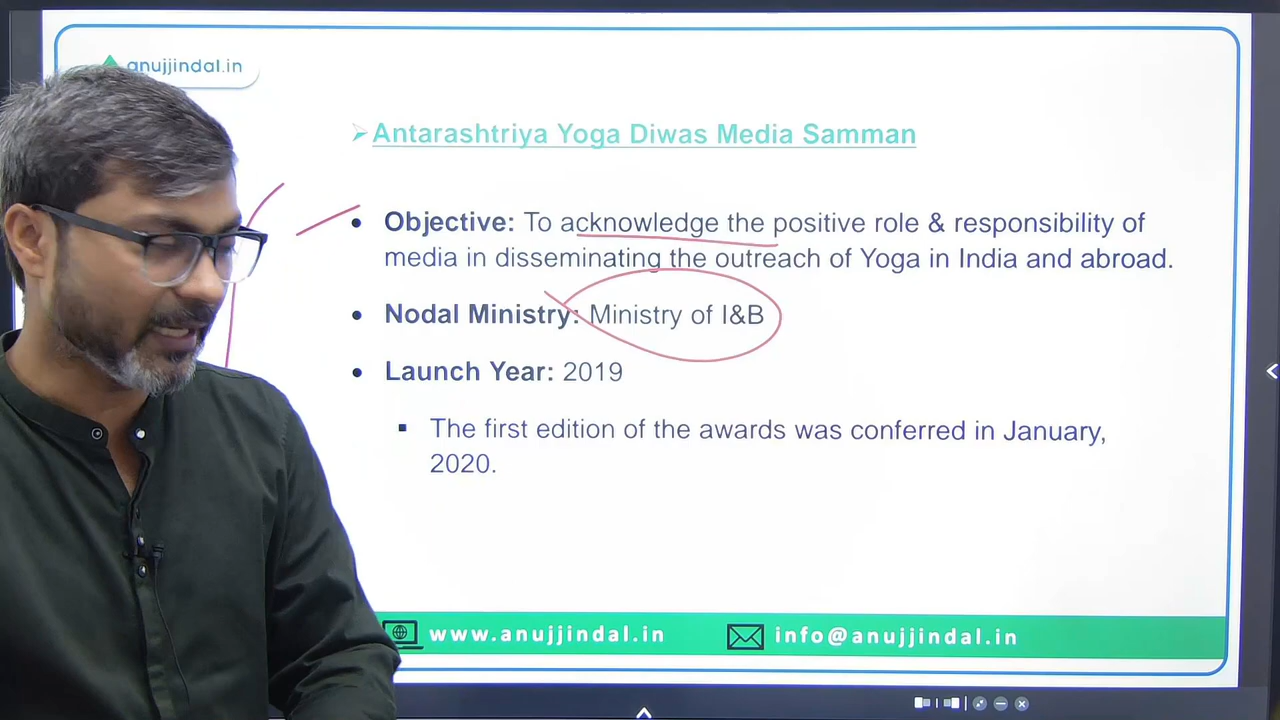 anujjindal.in
➢Antarashtriya Yoga Diwas Media Samman
• Objective: To acknowledge the positive role & responsibility of
media in disseminating the outreach of Yoga in India and abroad.
• Nodal Ministry: Ministry of I&B
• Launch Year: 2019
▪ The first edition of the awards was conferred in January,
2020.
www.anujjindal.in
info@anujjindal.in